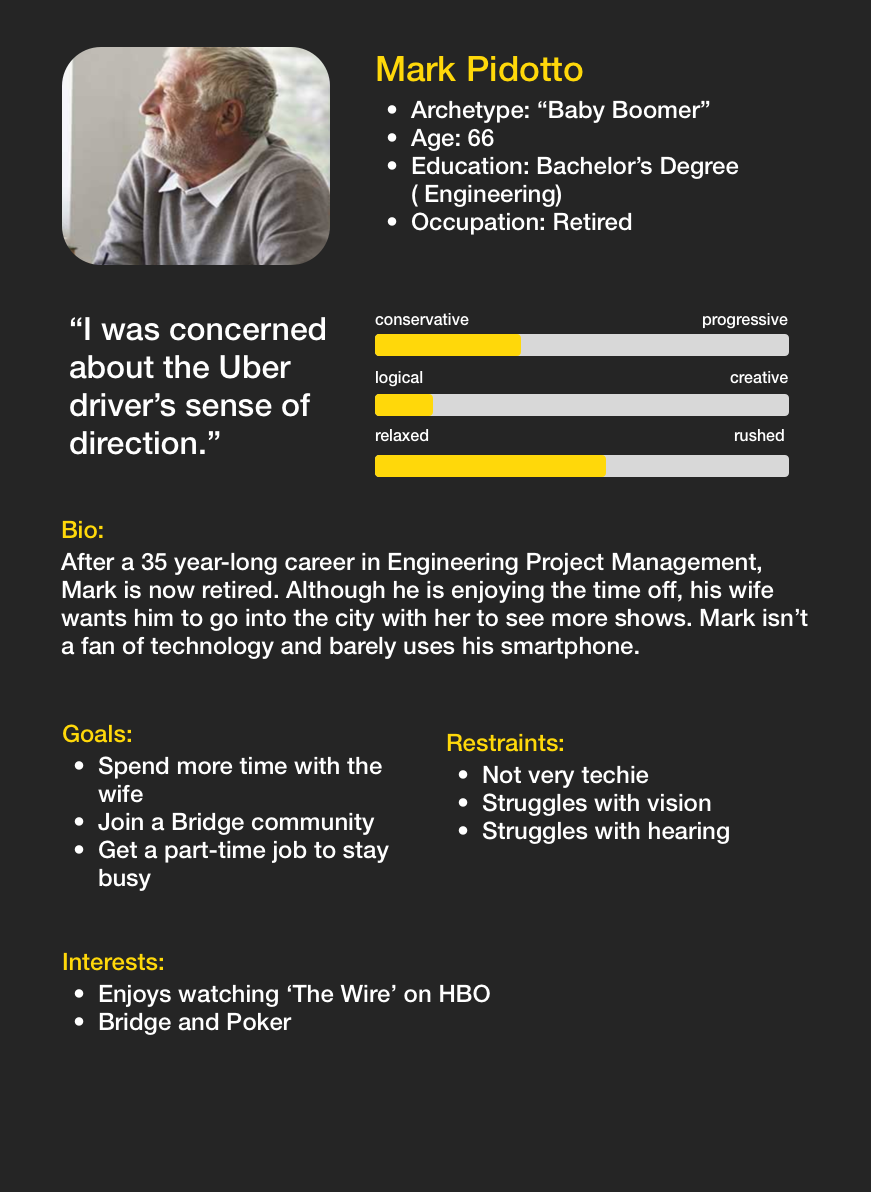 Mark Pidotto
• Archetype: “Baby Boomer”
• Age: 66
• Education: Bachelor’s Degree
( Engineering)
• Occupation: Retired
“I was concerned
about the Uber
driver’s sense of
direction.”
conservative progressive
logical creative
relaxed rushed
Bio:
After a 35 year-long career in Engineering Project Management,
Mark is now retired. Although he is enjoying the time off, his wife
wants him to go into the city with her to see more shows. Mark isn’t
a fan of technology and barely uses his smartphone.
Goals:
• Spend more time with the
wife
• Join a Bridge community
• Get a part-time job to stay
busy
Restraints:
• Not very techie
• Struggles with vision
• Struggles with hearing
Interests:
• Enjoys watching ‘The Wire’ on HBO
• Bridge and Poker